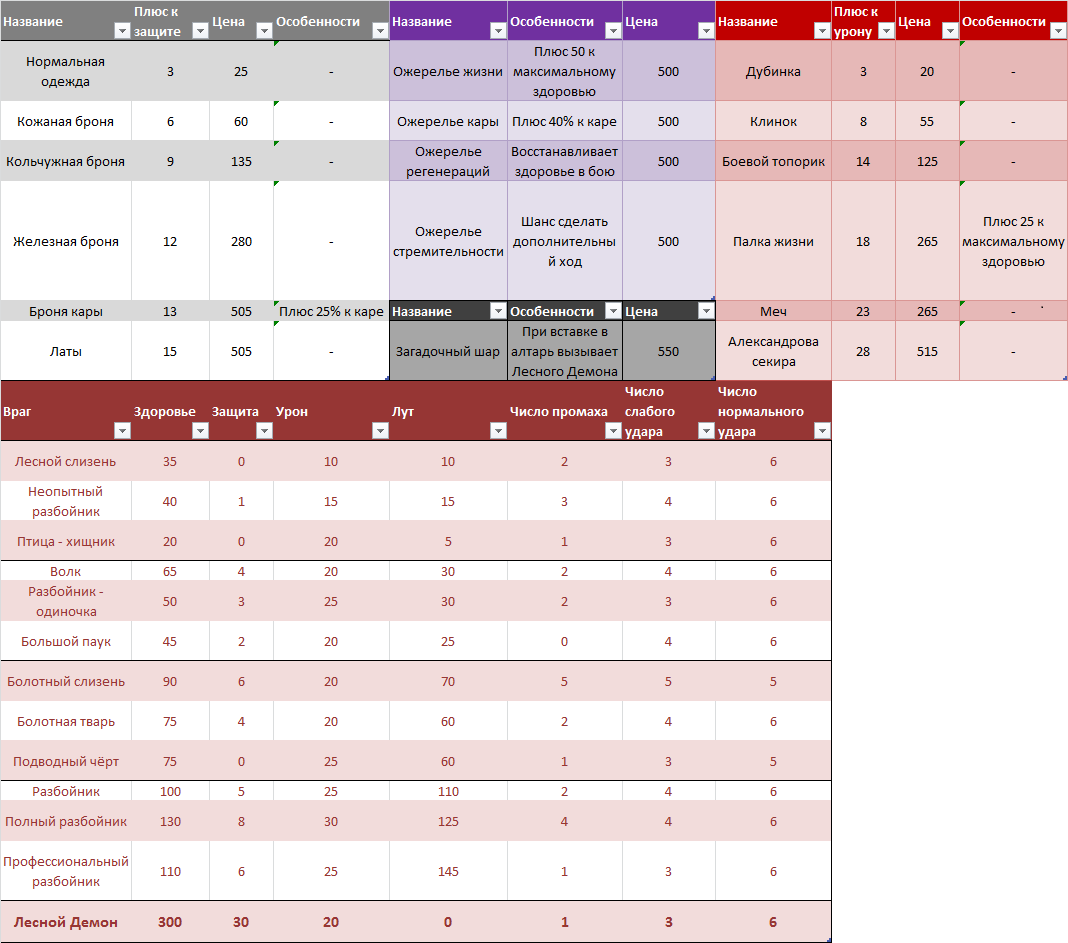 Название Плюс к защите Цена Особенности
Нормальная одежда 3 25 -
Кожаная броня 6 60 -
Кольчужная броня 9 135 -
Железная броня 12 280 -
Броня кары 13 505 Плюс 25% к каре
Латы 15 505 -
Название Особенности Цена
Ожерелье жизни Плюс 50 к максимальному здоровью 500
Ожерелье кары Плюс 40% к каре 500
Ожерелье регенераций Восстанавливает здоровье в бою 500
Ожерелье стремительности Шанс сделать дополнительный ход 500
Название Особенности Цена
Загадочный шар При вставке в алтарь вызывает Лесного Демона 550
Название Плюс к урону Цена Особенности
Дубинка 3 20 -
Клинок 8 55 -
Боевой топорик 14 125 -
Палка жизни 18 265 Плюс 25 к максимальному здоровью
Меч 23 265 -
Александрова секира 28 515 -
Враг Здоровье Защита Урон Лут Число промаха Число слабого удара Число нормального удара
Лесной слизень 35 0 10 10 2 3 6
Неопытный разбойник 40 1 15 15 3 4 6
Птица - хищник 20 0 20 5 1 3 6
Волк 65 4 20 30 2 4 6
Разбойник - одиночка 50 3 25 30 2 3 6
Большой паук 45 2 20 25 0 4 6
Болотный слизень 90 6 20 70 5 5 5
Болотная тварь 75 4 20 60 2 4 6
Подводный чёрт 75 0 25 60 1 3 5
Разбойник 100 5 25 110 2 4 6
Полный разбойник 130 8 30 125 4 4 6
Профессиональный разбойник 110 6 25 145 1 3 6
Лесной Демон 300 30 20 0 1 3 6